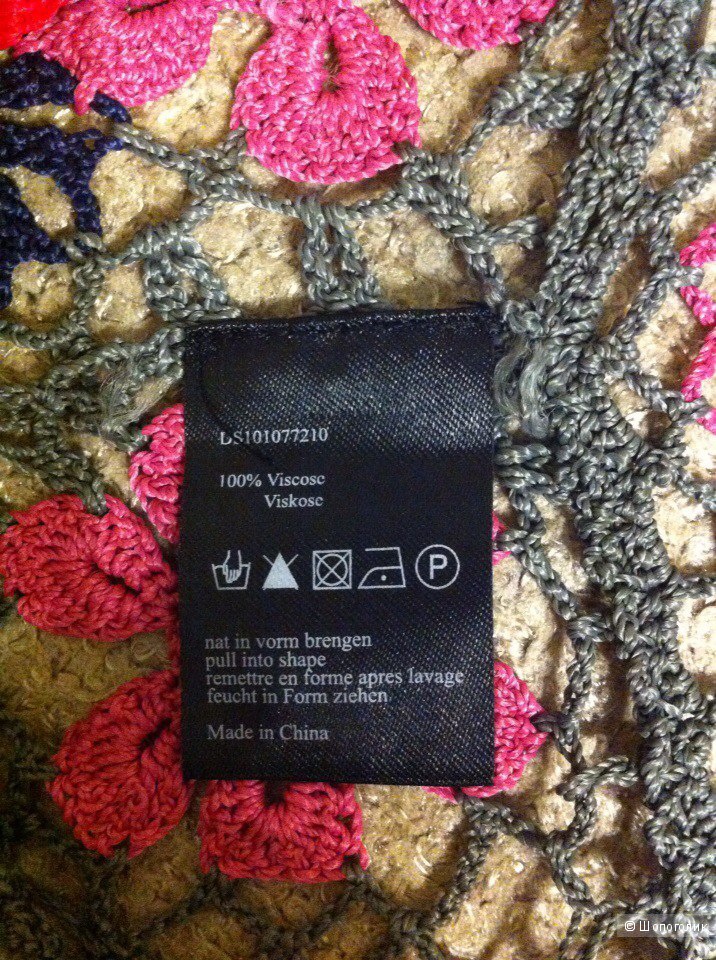 LS101077210
100% Viscose
Viskose
P
nat in vorm brengen
pull into shape
remettre en forme apres lavage
feucht in Form ziehen
Made in China
© Шопоголик